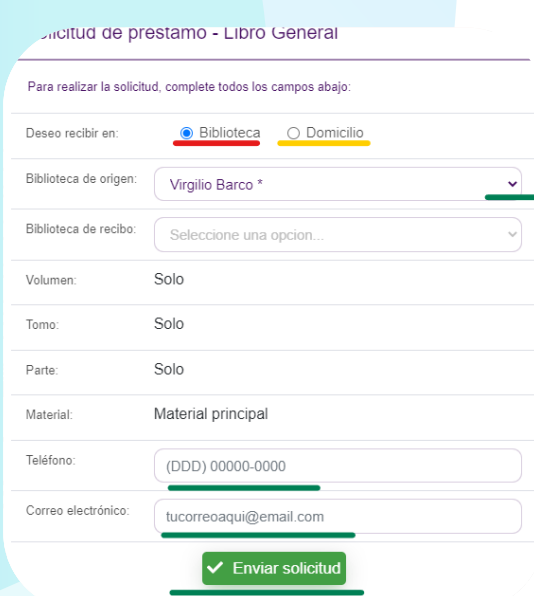 Solicitud de préstamo - Libro General
Para realizar la solicitud, complete todos los campos abajo:
Deseo recibir en: Biblioteca Domicilio
Biblioteca de origen: Virgilio Barco *
Biblioteca de recibo: Seleccione una opcion...
Volumen: Solo
Tomo: Solo
Parte: Solo
Material: Material principal
Teléfono: (DDD) 00000-0000
Correo electrónico: tucorreoaqui@email.com
Enviar solicitud